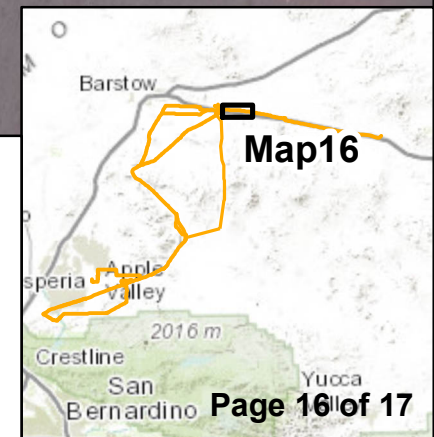 Barstow
Map16
speria
Apple
Valley
2016 m
Crestline
San
Bernardino
Yucca
Page 16 of 17